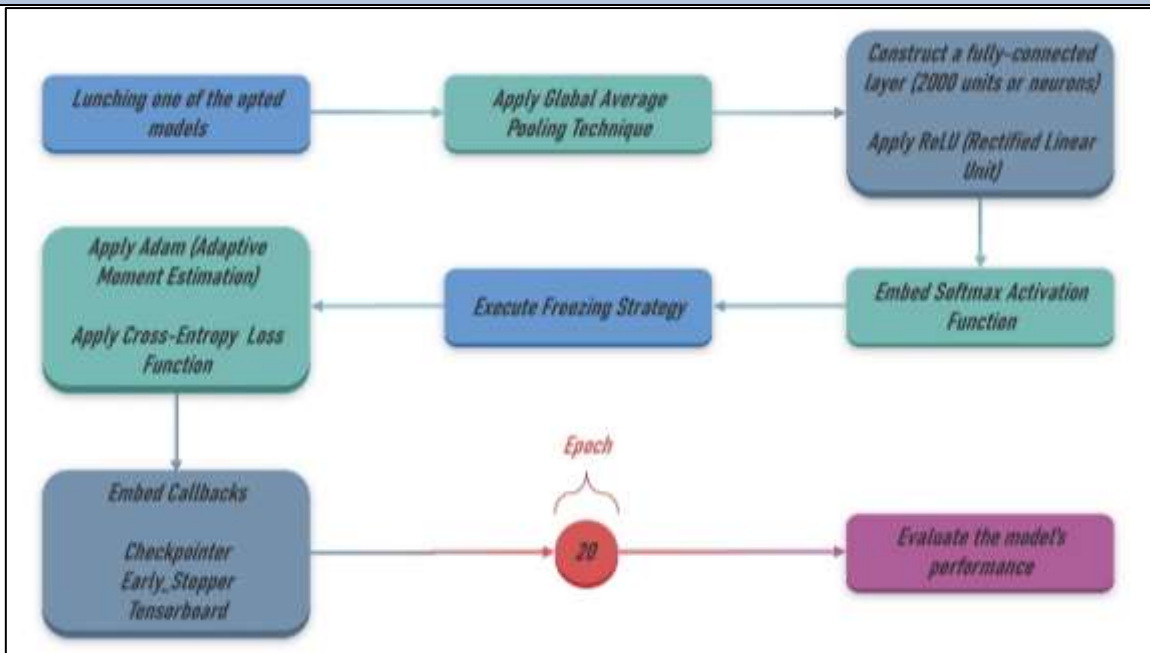 Lunching one of the opted
models
Apply Global Average
Pooling Technique
Construct a fully-connected
layer (2000 units or neurons)
Apply ReLU (Rectified Linear
Unit)
Embed Softmax Activation
Function
Execute Freezing Strategy
Apply Adam (Adaptive
Moment Estimation)
Apply Cross-Entropy Loss
Function
Embed Callbacks
Checkpointer
Early_Stopper
Tensorboard
Epoch
20
Evaluate the model's
performance